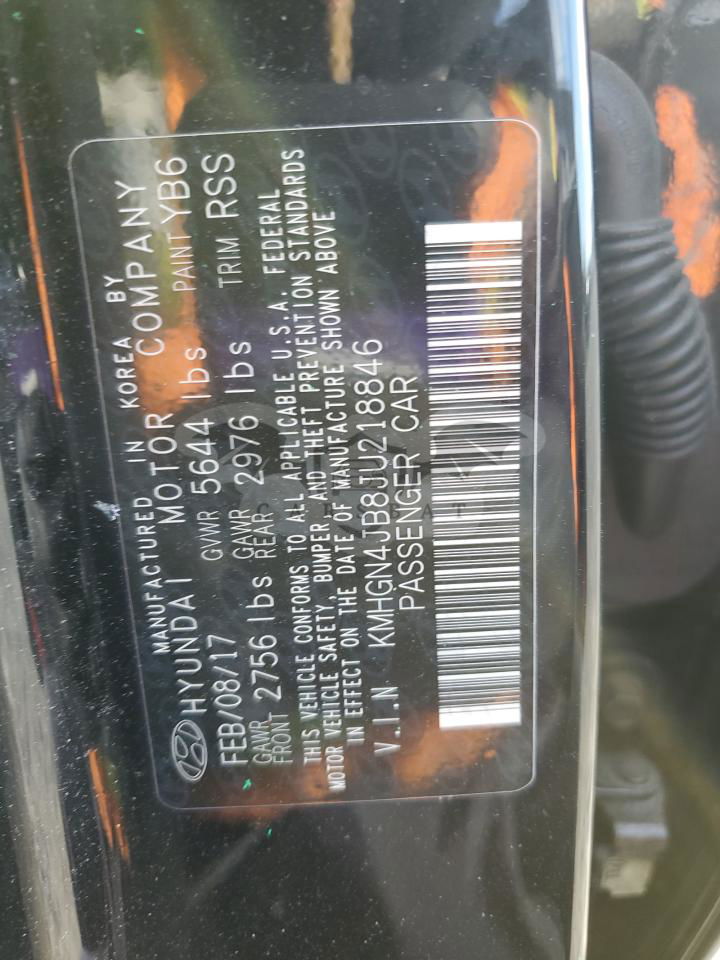 MANUFACTURED IN KOREA BY
HYUNDAI MOTOR COMPANY
FEB/08/17 GVWR 5644 lbs PAINT YB6
GAWR FRONT 2756 lbs GAWR REAR 2976 lbs TRIM RSS
THIS VEHICLE CONFORMS TO ALL APPLICABLE U.S.A. FEDERAL
MOTOR VEHICLE SAFETY, BUMPER, AND THEFT PREVENTION STANDARDS
IN EFFECT ON THE DATE OF MANUFACTURE SHOWN ABOVE
V.I.N KMHGN4JB8JU218846
PASSENGER CAR